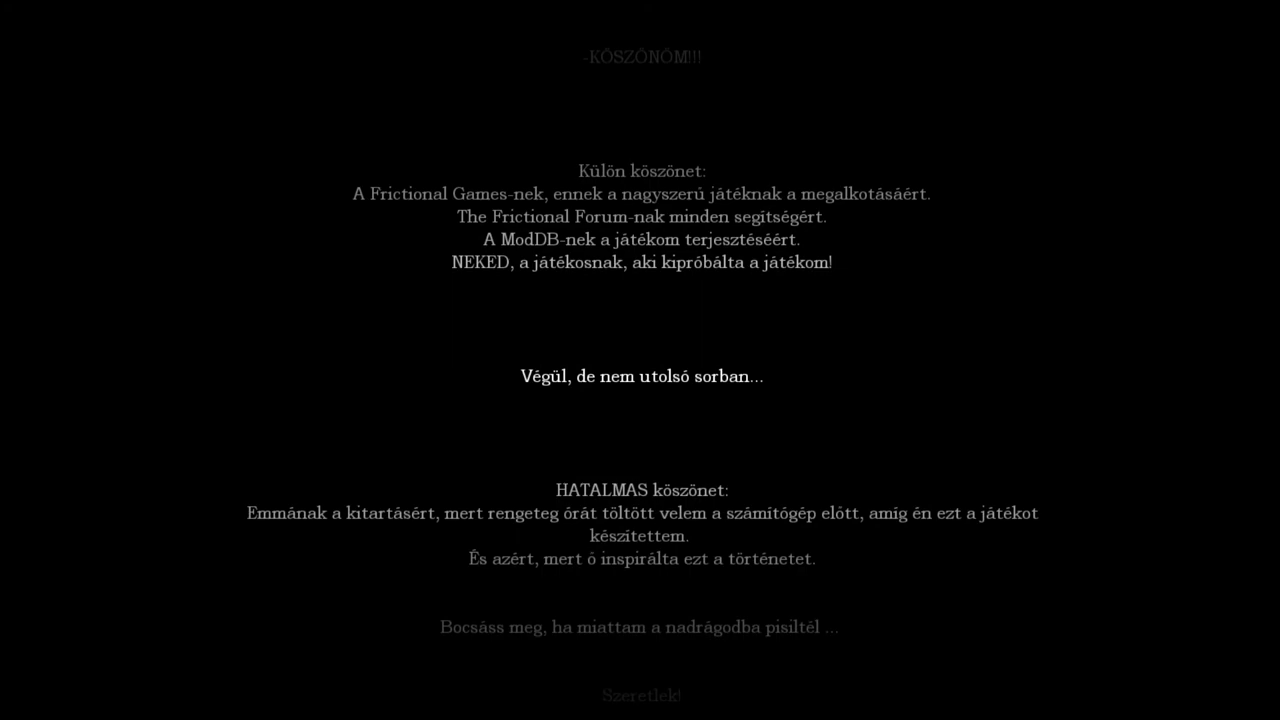 -KÖSZÖNÖM!!!
Külön köszönet:
A Frictional Games-nek, ennek a nagyszerű játéknak a megalkotásáért.
The Frictional Forum-nak minden segítségért.
A ModDB-nek a játékom terjesztéséért.
NEKED, a játékosnak, aki kipróbálta a játékom!
Végül, de nem utolsó sorban...
HATALMAS köszönet:
Emmának a kitartásért, mert rengeteg órát töltött velem a számítógép előtt, amíg én ezt a játékot
készítettem.
És azért, mert ő inspirálta ezt a történetet.
Bocsáss meg, ha miattam a nadrágodba pisiltél ...
Szeretlek!